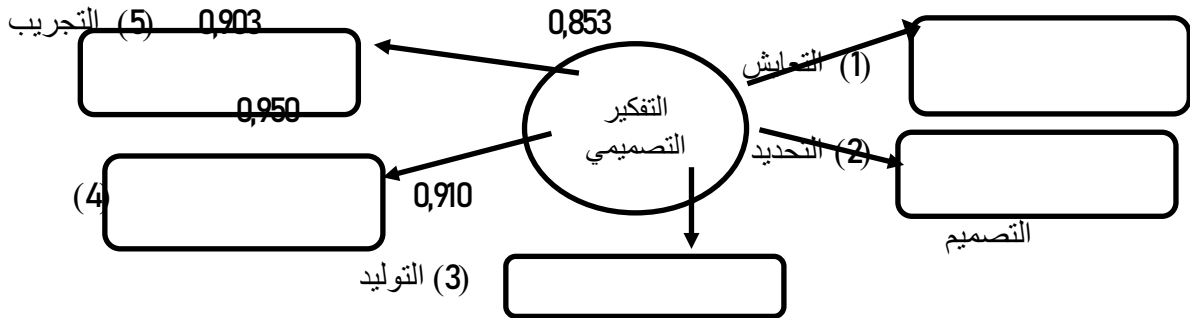 (5) التجريب 0,903
0,853
(1) التعايش
0,950
التفكير
التصميمي
(2) التحديد
(4)
0,910
التصميم
(3) التوليد